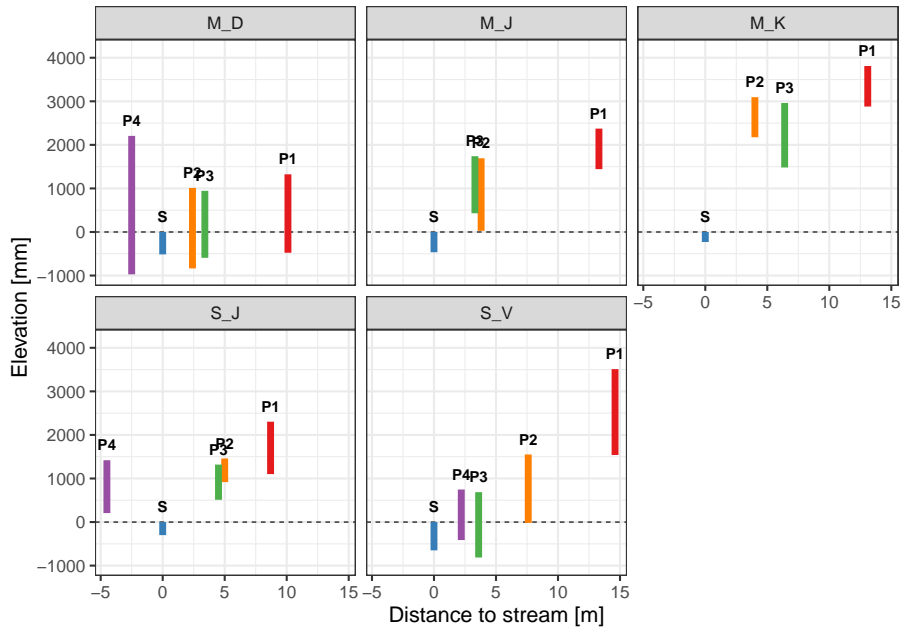 M_D
M_J
M_K
4000
3000
2000
1000
0
−1000
P4
S
P2
P3
P1
P3
P2
S
P1
S
P2
P3
P1
−5
0
5
10
15
S_J
S_V
4000
3000
2000
1000
0
−1000
P4
S
P3
P2
P1
S
P4
P3
P2
P1
−5
0
5
10
15
−5
0
5
10
15
Elevation [mm]
Distance to stream [m]